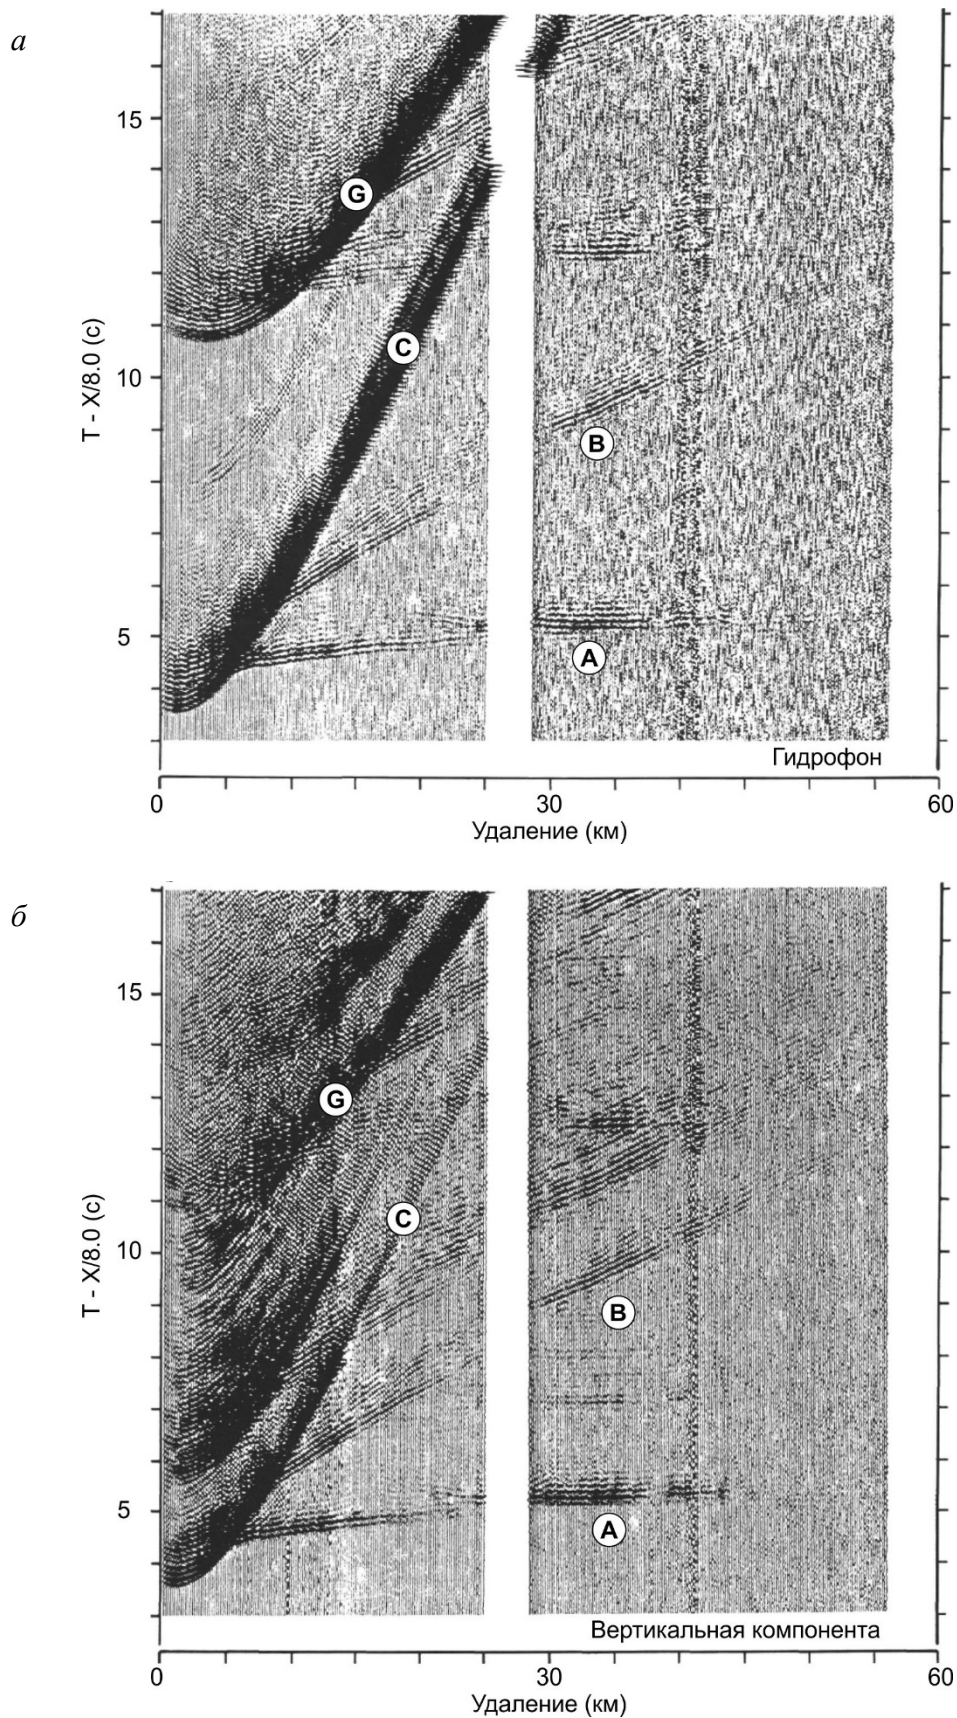 а
15
10
5
T - X/8.0 (с)
G
C
B
A
Гидрофон
0
30
60
Удаление (км)
б
15
10
5
T - X/8.0 (с)
G
C
B
A
Вертикальная компонента
0
30
60
Удаление (км)